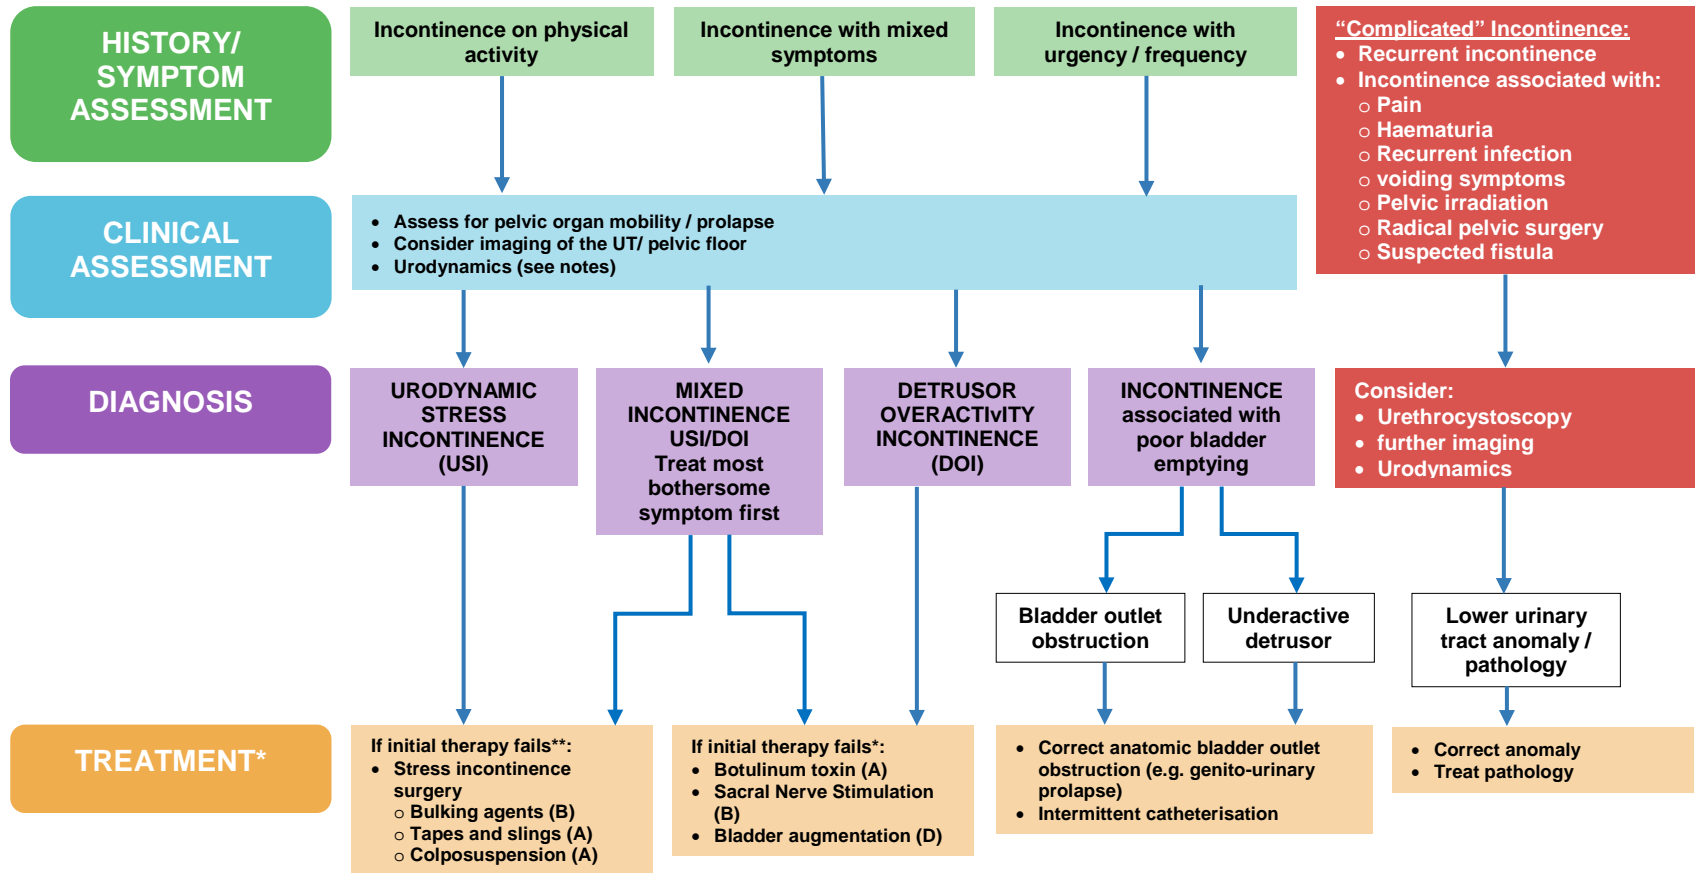 HISTORY/
SYMPTOM
ASSESSMENT
Incontinence on physical
activity
Incontinence with mixed
symptoms
Incontinence with
urgency / frequency
“Complicated” Incontinence:
• Recurrent incontinence
• Incontinence associated with:
o Pain
o Haematuria
o Recurrent infection
o voiding symptoms
o Pelvic irradiation
o Radical pelvic surgery
o Suspected fistula
CLINICAL
ASSESSMENT
• Assess for pelvic organ mobility / prolapse
• Consider imaging of the UT/ pelvic floor
• Urodynamics (see notes)
DIAGNOSIS
URODYNAMIC
STRESS
INCONTINENCE
(USI)
MIXED
INCONTINENCE
USI/DOI
Treat most
bothersome
symptom first
DETRUSOR
OVERACTIvITY
INCONTINENCE
(DOI)
INCONTINENCE
associated with
poor bladder
emptying
Consider:
• Urethrocystoscopy
• further imaging
• Urodynamics
Bladder outlet
obstruction
Underactive
detrusor
Lower urinary
tract anomaly /
pathology
TREATMENT*
If initial therapy fails**:
• Stress incontinence
surgery
o Bulking agents (B)
o Tapes and slings (A)
o Colposuspension (A)
If initial therapy fails*:
• Botulinum toxin (A)
• Sacral Nerve Stimulation
(B)
• Bladder augmentation (D)
• Correct anatomic bladder outlet
obstruction (e.g. genito-urinary
prolapse)
• Intermittent catheterisation
• Correct anomaly
• Treat pathology